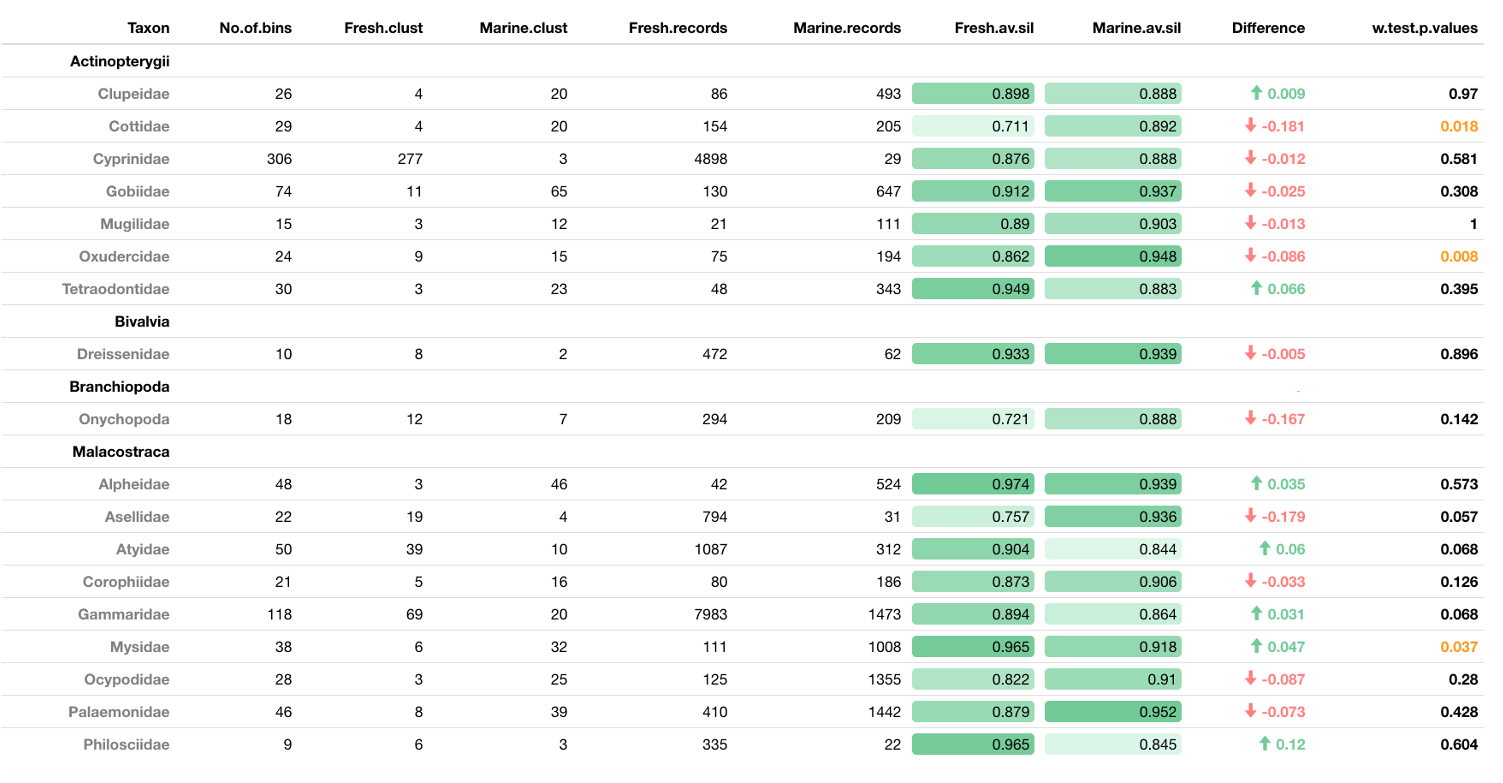 Taxon No.of.bins Fresh.clust Marine.clust Fresh.records Marine.records Fresh.av.sil Marine.av.sil Difference w.test.p.values
Actinopterygii
Clupeidae 26 4 20 86 493 0.898 0.888 ⬆ 0.009 0.97
Cottidae 29 4 20 154 205 0.711 0.892 ⬇ -0.181 0.018
Cyprinidae 306 277 3 4898 29 0.876 0.888 ⬇ -0.012 0.581
Gobiidae 74 11 65 130 647 0.912 0.937 ⬇ -0.025 0.308
Mugilidae 15 3 12 21 111 0.89 0.903 ⬇ -0.013 1
Oxudercidae 24 9 15 75 194 0.862 0.948 ⬇ -0.086 0.008
Tetraodontidae 30 3 23 48 343 0.949 0.883 ⬆ 0.066 0.395
Bivalvia
Dreissenidae 10 8 2 472 62 0.933 0.939 ⬇ -0.005 0.896
Branchiopoda
Onychopoda 18 12 7 294 209 0.721 0.888 ⬇ -0.167 0.142
Malacostraca
Alpheidae 48 3 46 42 524 0.974 0.939 ⬆ 0.035 0.573
Asellidae 22 19 4 794 31 0.757 0.936 ⬇ -0.179 0.057
Atyidae 50 39 10 1087 312 0.904 0.844 ⬆ 0.06 0.068
Corophiidae 21 5 16 80 186 0.873 0.906 ⬇ -0.033 0.126
Gammaridae 118 69 20 7983 1473 0.894 0.864 ⬆ 0.031 0.068
Mysidae 38 6 32 111 1008 0.965 0.918 ⬆ 0.047 0.037
Ocypodidae 28 3 25 125 1355 0.822 0.91 ⬇ -0.087 0.28
Palaemonidae 46 8 39 410 1442 0.879 0.952 ⬇ -0.073 0.428
Philosciidae 9 6 3 335 22 0.965 0.845 ⬆ 0.12 0.604